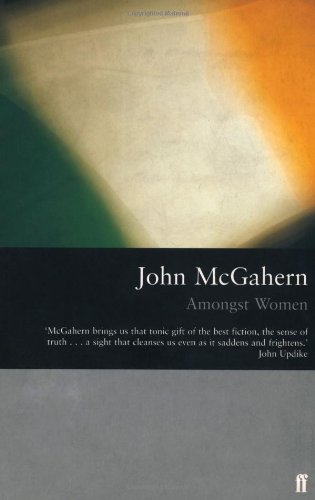 John McGahern
Amongst Women
'McGahern brings us that tonic gift of the best fiction, the sense of
truth . . . a sight that cleanses us even as it saddens and frightens.'
John Updike
ff